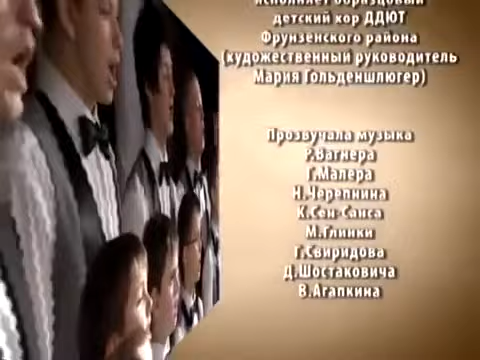 исполняет образцовый
детский хор ДДЮТ
Фрунзенского района
(художественный руководитель
Мария Гольденшлюгер)
Прозвучала музыка
Р.Вагнера
Г.Малера
Н.Черепнина
К.Сен-Санса
М.Глинки
Г.Свиридова
Д.Шостаковича
В.Агапкина